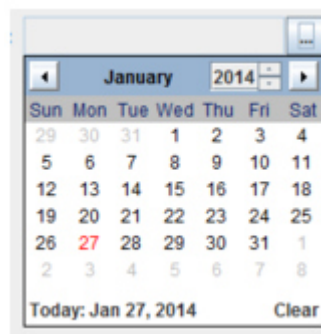 ...
January 2014
Sun Mon Tue Wed Thu Fri Sat
29 30 31 1 2 3 4
5 6 7 8 9 10 11
12 13 14 15 16 17 18
19 20 21 22 23 24 25
26 27 28 29 30 31 1
2 3 4 5 6 7 8
Today: Jan 27, 2014 Clear